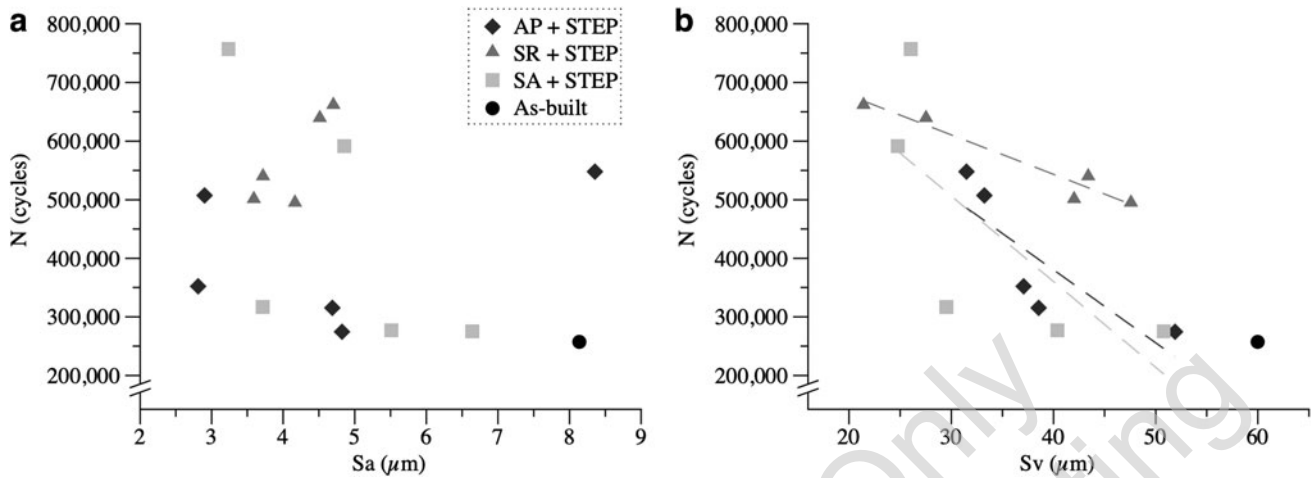 a
800,000
700,000
600,000
500,000
400,000
300,000
200,000
N (cycles)
2 3 4 5 6 7 8 9
Sa (µm)
AP + STEP
SR + STEP
SA + STEP
As-built
b
800,000
700,000
600,000
500,000
400,000
300,000
200,000
N (cycles)
20 30 40 50 60
Sv (µm)
Only